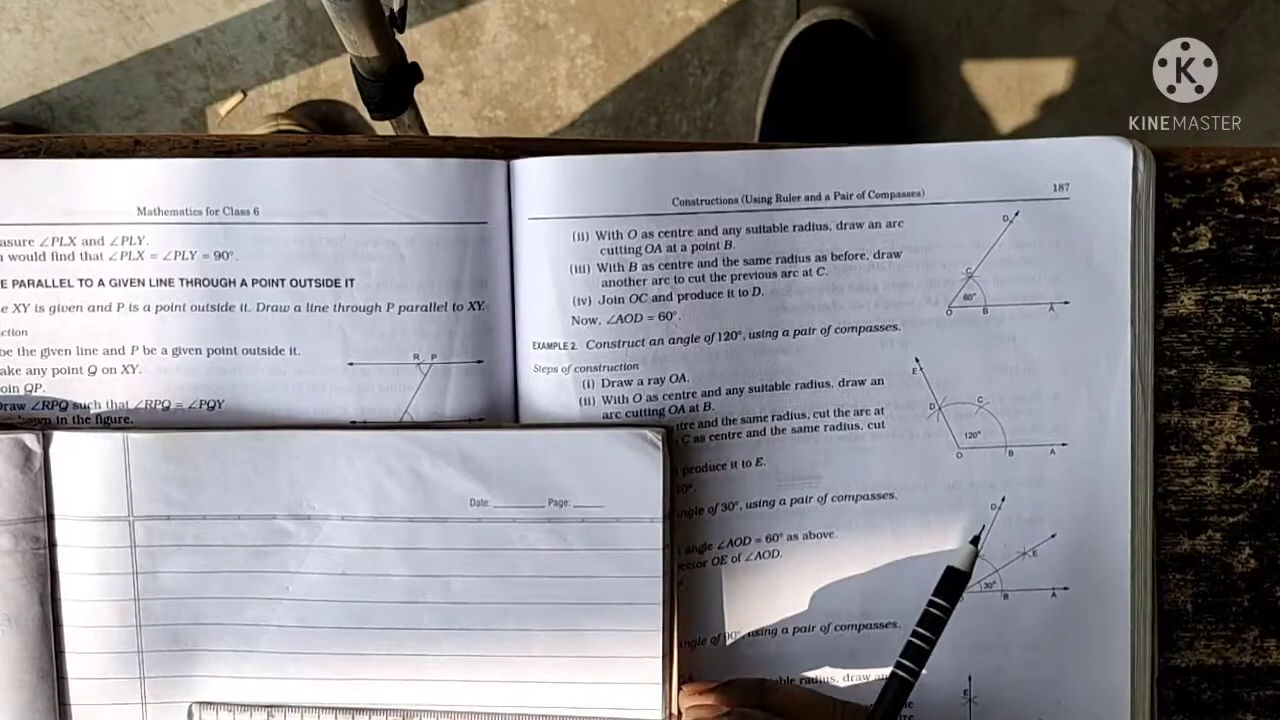 KINEMASTER
Mathematics for Class 6
asure ∠PLX and ∠PLY.
would find that ∠PLX = ∠PLY = 90°.
E PARALLEL TO A GIVEN LINE THROUGH A POINT OUTSIDE IT
e XY is given and P is a point outside it. Draw a line through P parallel to XY.
ction
be the given line and P be a given point outside it.
ake any point Q on XY.
oin QP.
Draw ∠RPQ such that ∠RPQ = ∠PQY
in the figure.
R P
Date: Page:
Constructions (Using Ruler and a Pair of Compasses) 187
(ii) With O as centre and any suitable radius, draw an arc
cutting OA at a point B.
(iii) With B as centre and the same radius as before, draw
another arc to cut the previous arc at C.
(iv) Join OC and produce it to D.
Now, ∠AOD = 60°.
D
C
60°
O B A
EXAMPLE 2. Construct an angle of 120°, using a pair of compasses.
Steps of construction
(i) Draw a ray OA.
(ii) With O as centre and any suitable radius, draw an
arc cutting OA at B.
tre and the same radius, cut the arc at
C as centre and the same radius, cut
produce it to E.
E
D C
120°
O B A
ngle of 30°, using a pair of compasses.
angle ∠AOD = 60° as above.
ector OE of ∠AOD.
D
E
30°
B A
ngle of 90°, using a pair of compasses.
able radius, draw an
E